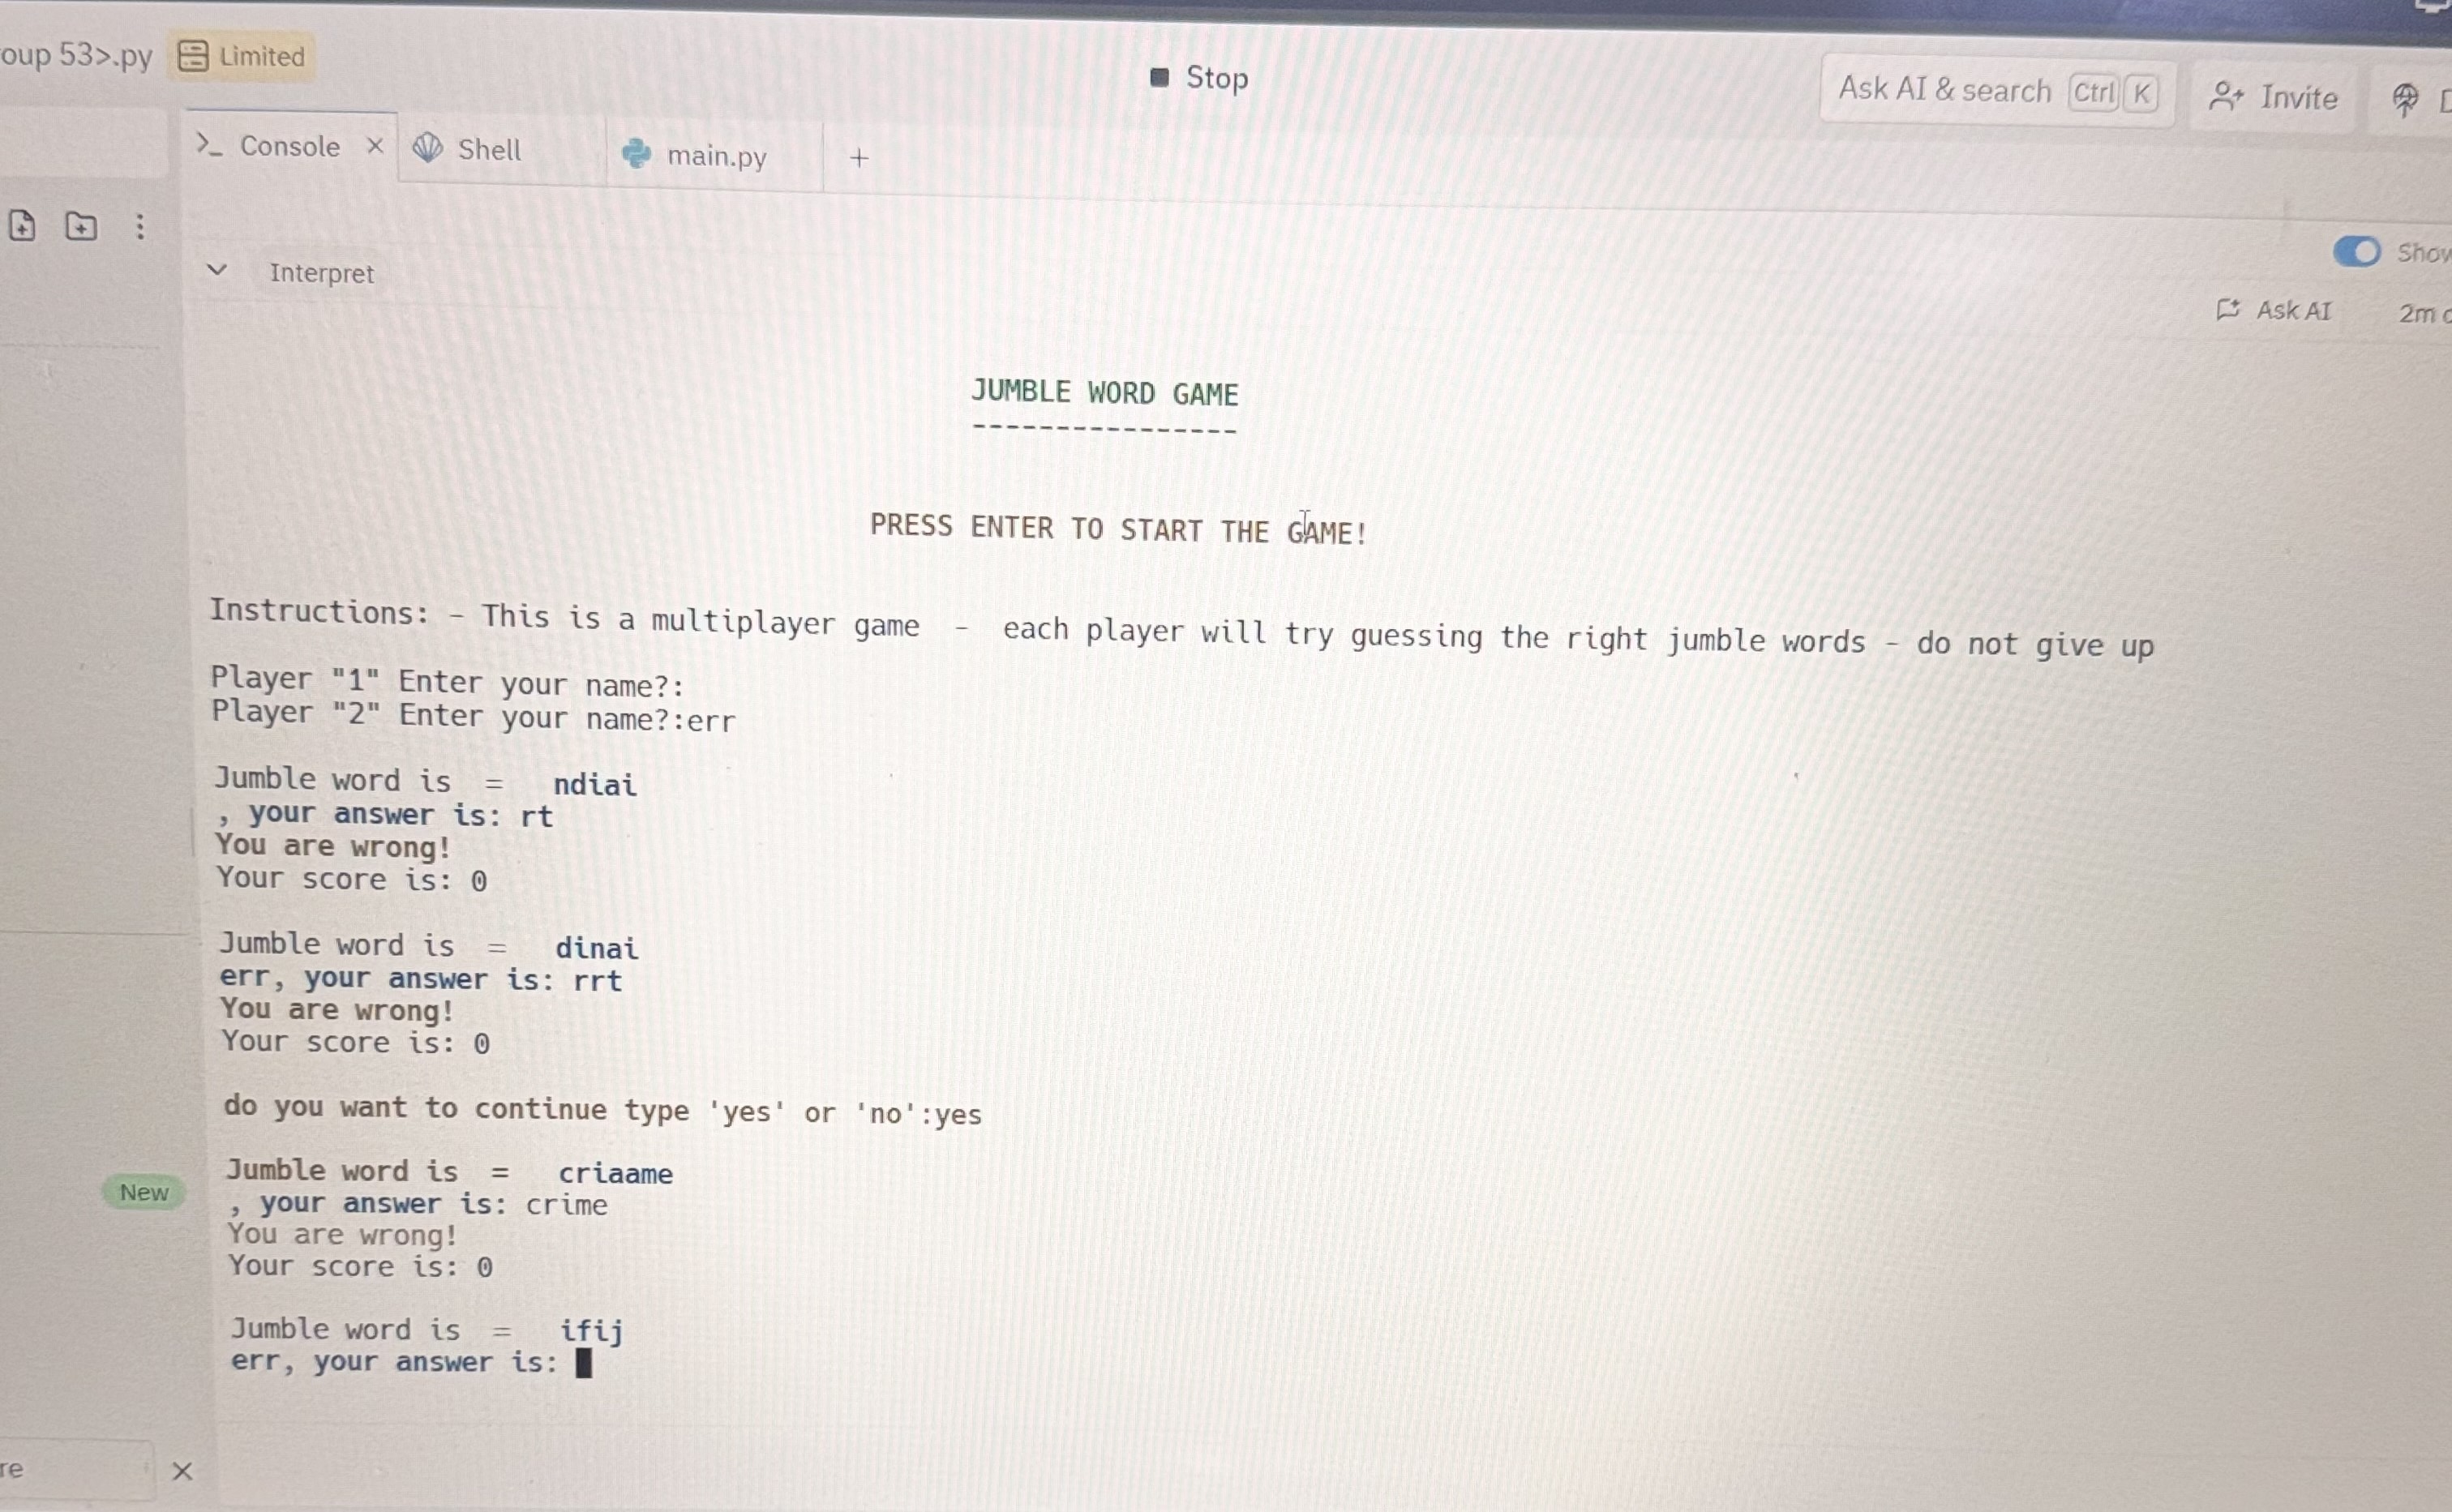 oup 53>.py Limited
Stop
Ask AI & search Ctrl K Invite
Console × Shell main.py +
Interpret
Show
Ask AI 2m
JUMBLE WORD GAME
----------------
PRESS ENTER TO START THE GAME!
Instructions: - This is a multiplayer game  -  each player will try guessing the right jumble words - do not give up
Player "1" Enter your name?:
Player "2" Enter your name?:err
Jumble word is  =   ndiai
, your answer is: rt
You are wrong!
Your score is: 0
Jumble word is  =   dinai
err, your answer is: rrt
You are wrong!
Your score is: 0
do you want to continue type 'yes' or 'no':yes
Jumble word is  =   criaame
, your answer is: crime
You are wrong!
Your score is: 0
New
Jumble word is  =   ifij
err, your answer is:
re ×